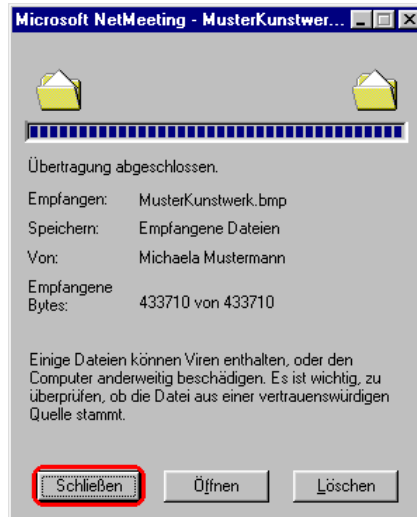 Microsoft NetMeeting - MusterKunstwer...
Übertragung abgeschlossen.
Empfangen: MusterKunstwerk.bmp
Speichern: Empfangene Dateien
Von: Michaela Mustermann
Empfangene
Bytes: 433710 von 433710
Einige Dateien können Viren enthalten, oder den
Computer anderweitig beschädigen. Es ist wichtig, zu
überprüfen, ob die Datei aus einer vertrauenswürdigen
Quelle stammt.
Schließen Öffnen Löschen